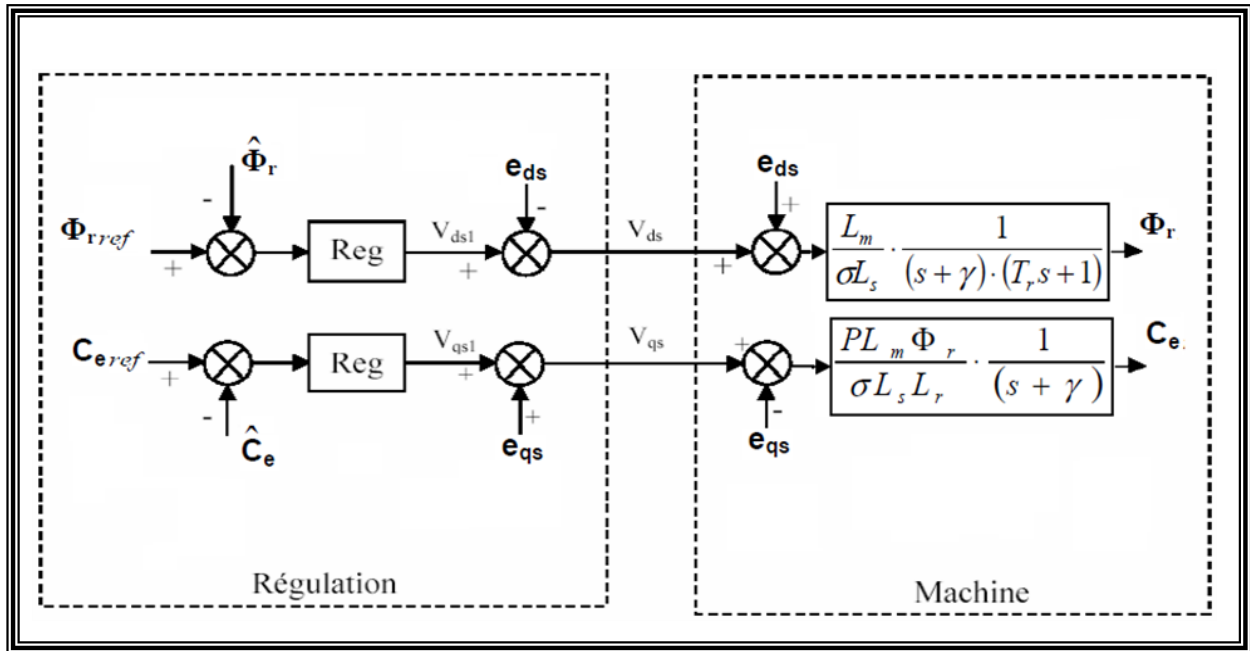 Φ̂r
-
eds
-
eds
+
Φrref
+
Reg
Vds1
+
Vds
+
Lm/σLs · 1/((s + γ)·(Tr s + 1))
Φr
Ceref
+
Reg
Vqs1
+
Vqs
+
PLmΦr/σLsLr · 1/(s + γ)
Ce.
-
Ĉe
+
eqs
-
eqs
Régulation
Machine